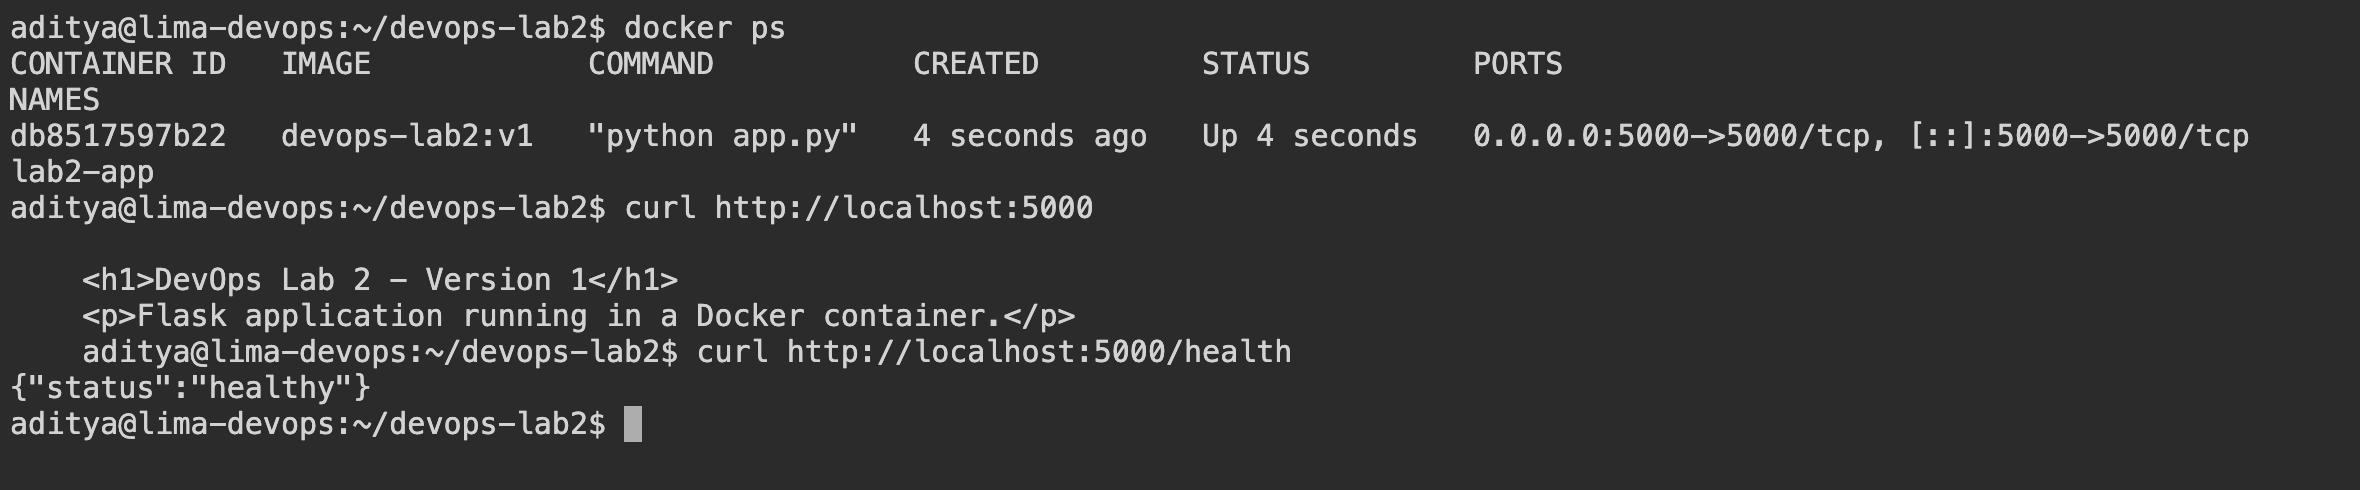 aditya@lima-devops:~/devops-lab2$ docker ps
CONTAINER ID   IMAGE            COMMAND           CREATED         STATUS         PORTS
NAMES
db8517597b22   devops-lab2:v1   "python app.py"   4 seconds ago   Up 4 seconds   0.0.0.0:5000->5000/tcp, [::]:5000->5000/tcp
lab2-app
aditya@lima-devops:~/devops-lab2$ curl http://localhost:5000
    <h1>DevOps Lab 2 - Version 1</h1>
    <p>Flask application running in a Docker container.</p>
    aditya@lima-devops:~/devops-lab2$ curl http://localhost:5000/health
{"status":"healthy"}
aditya@lima-devops:~/devops-lab2$